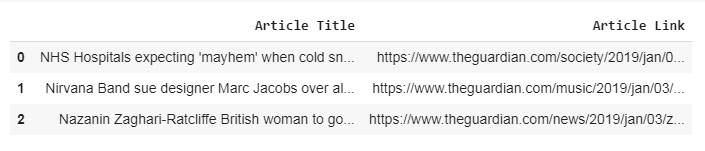 Article Title Article Link
0 NHS Hospitals expecting 'mayhem' when cold sn... https://www.theguardian.com/society/2019/jan/0...
1 Nirvana Band sue designer Marc Jacobs over al... https://www.theguardian.com/music/2019/jan/03/...
2 Nazanin Zaghari-Ratcliffe British woman to go... https://www.theguardian.com/news/2019/jan/03/z...